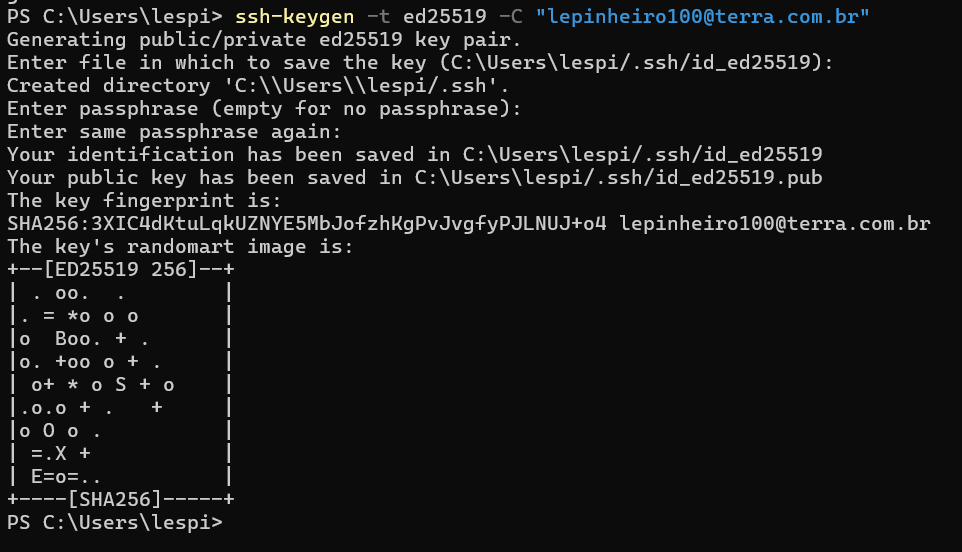 PS C:\Users\lespi> ssh-keygen -t ed25519 -C "lepinheiro100@terra.com.br"
Generating public/private ed25519 key pair.
Enter file in which to save the key (C:\Users\lespi/.ssh/id_ed25519):
Created directory 'C:\\Users\\lespi/.ssh'.
Enter passphrase (empty for no passphrase):
Enter same passphrase again:
Your identification has been saved in C:\Users\lespi/.ssh/id_ed25519
Your public key has been saved in C:\Users\lespi/.ssh/id_ed25519.pub
The key fingerprint is:
SHA256:3XIC4dKtuLqkUZNYE5MbJofzhKgPvJvgfyPJLNUJ+o4 lepinheiro100@terra.com.br
The key's randomart image is:
+--[ED25519 256]--+
| . oo.  .        |
|. = *o o o       |
|o  Boo. + .      |
|o. +oo o + .     |
| o+ * o S + o    |
|.o.o + .   +     |
|o O o .          |
| =.X +           |
| E=o=..          |
+----[SHA256]-----+
PS C:\Users\lespi>